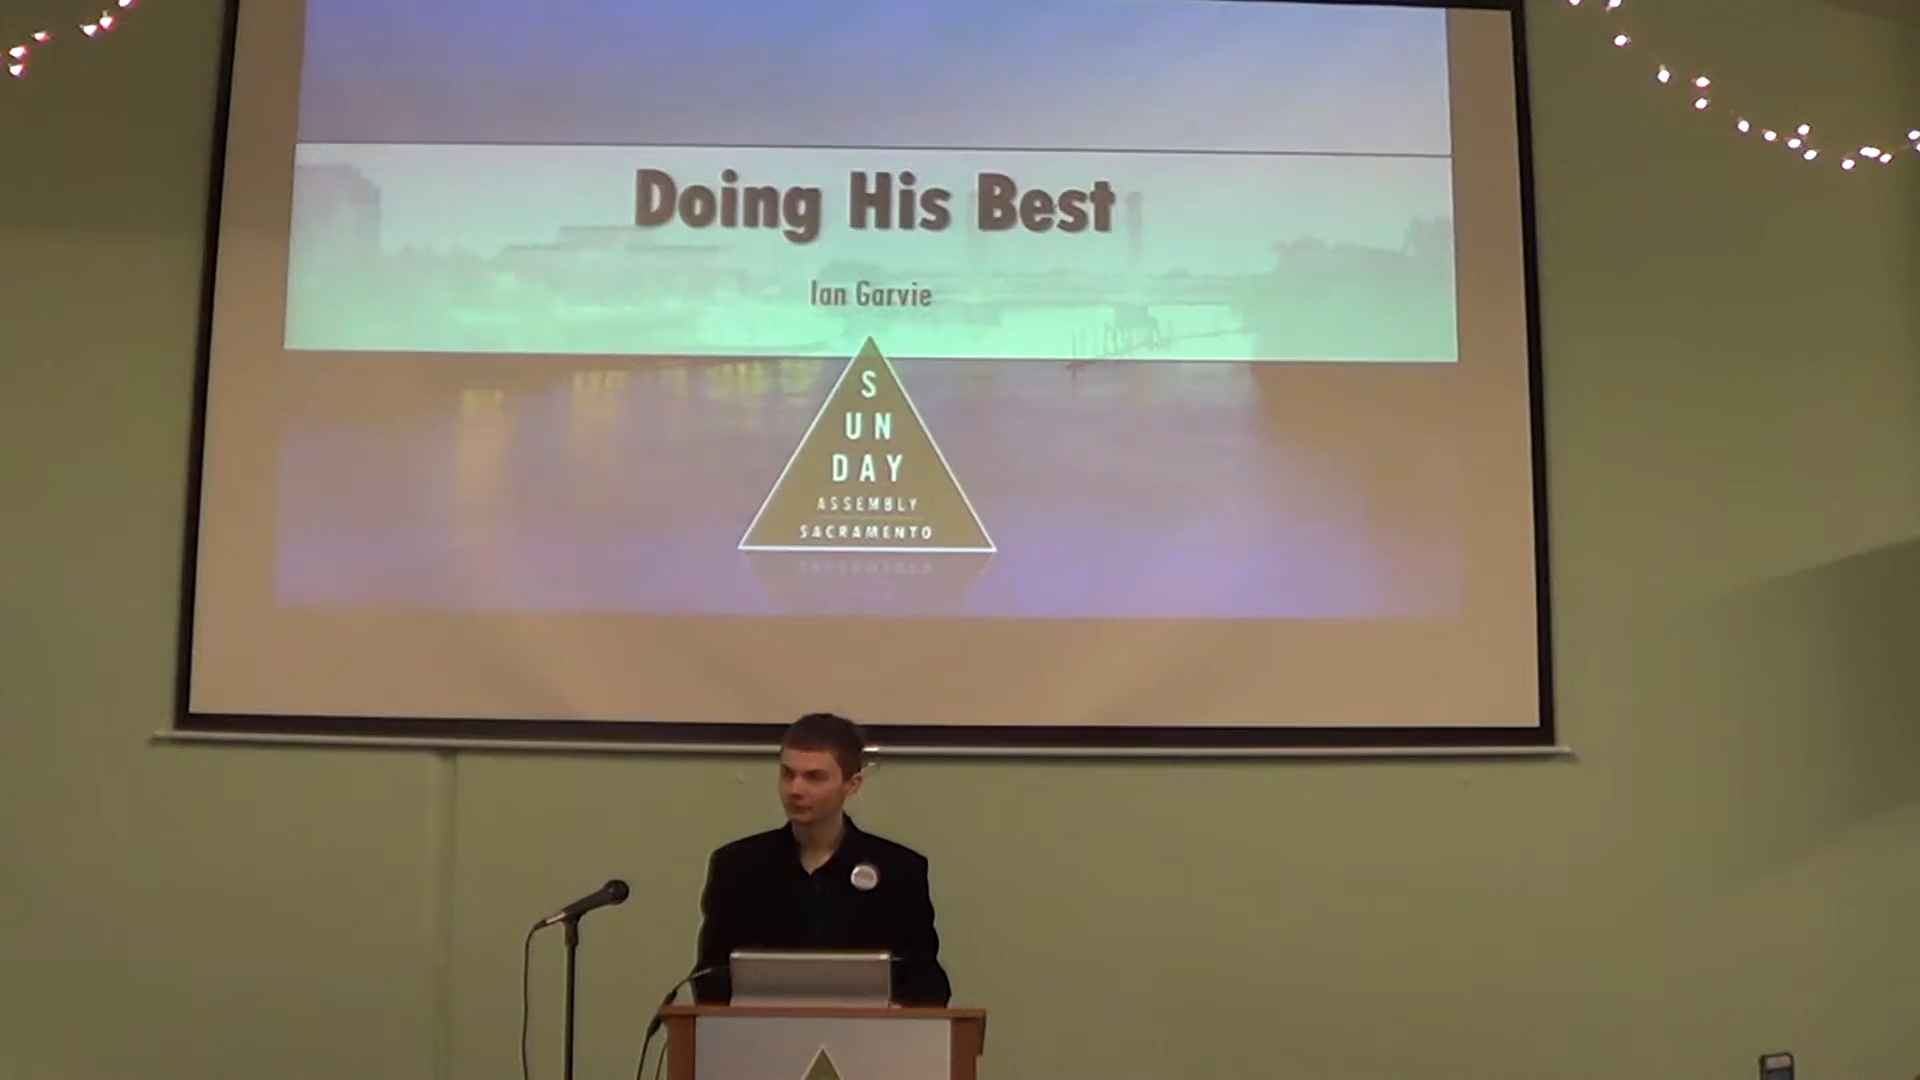 Doing His Best
Ian Garvie
S
UN
DAY
ASSEMBLY
SACRAMENTO